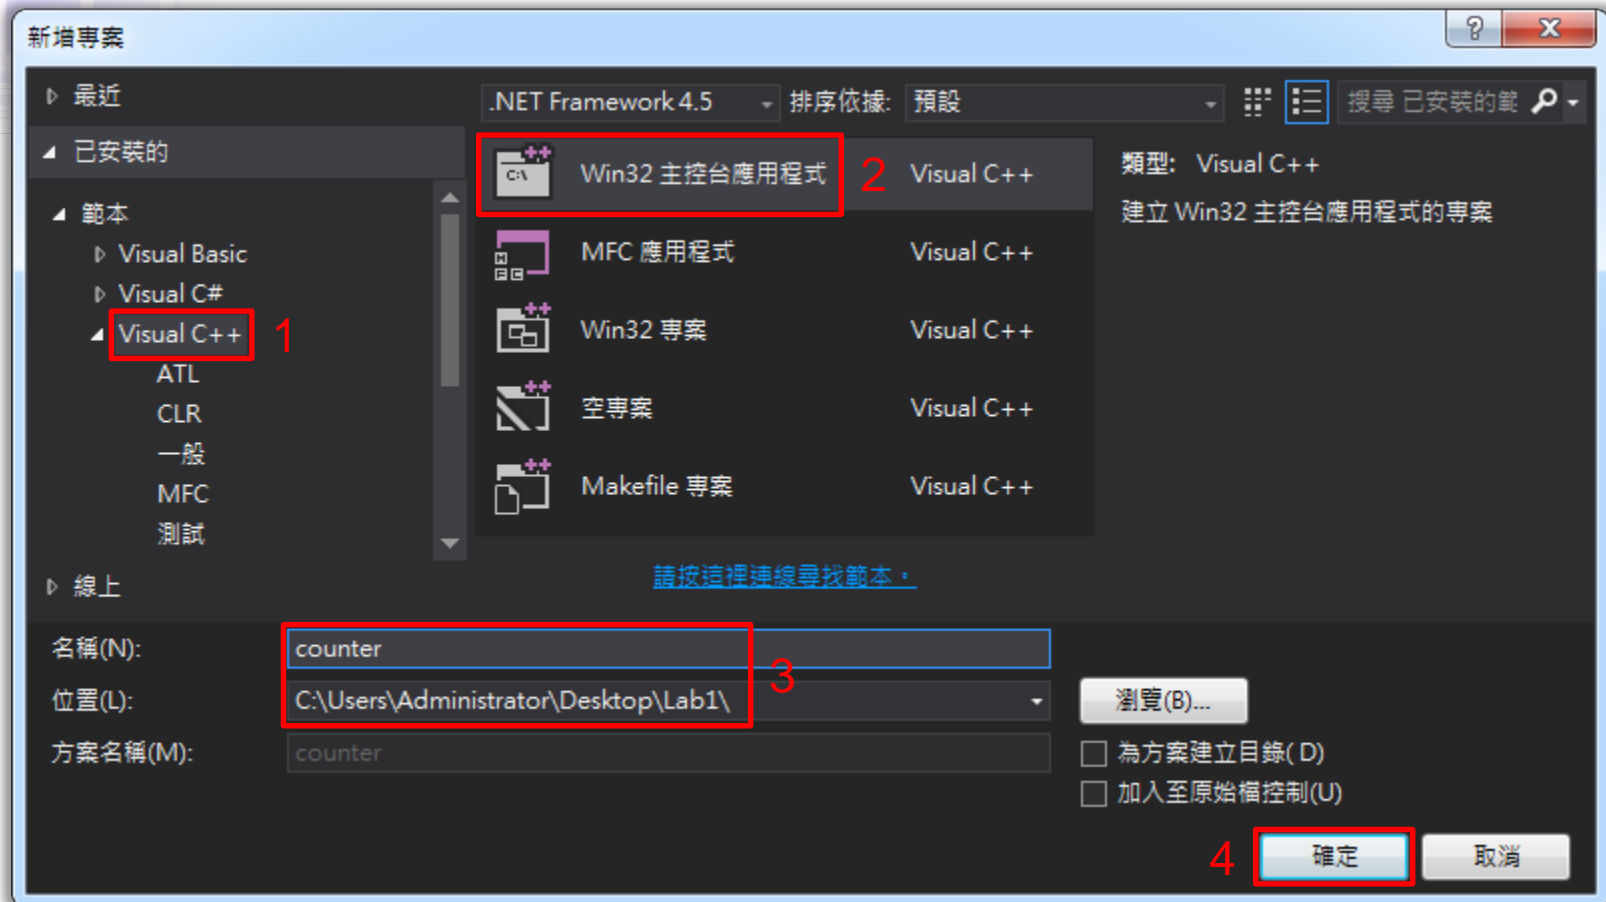 新增專案
最近
已安裝的
範本
Visual Basic
Visual C#
Visual C++
1
ATL
CLR
一般
MFC
測試
線上
.NET Framework 4.5
排序依據:
預設
搜尋 已安裝的範
Win32 主控台應用程式
2
Visual C++
MFC 應用程式
Visual C++
Win32 專案
Visual C++
空專案
Visual C++
Makefile 專案
Visual C++
請按這裡連線尋找範本。
類型: Visual C++
建立 Win32 主控台應用程式的專案
名稱(N):
counter
位置(L):
C:\Users\Administrator\Desktop\Lab1\
3
瀏覽(B)...
方案名稱(M):
counter
為方案建立目錄( D)
加入至原始檔控制(U)
4
確定
取消